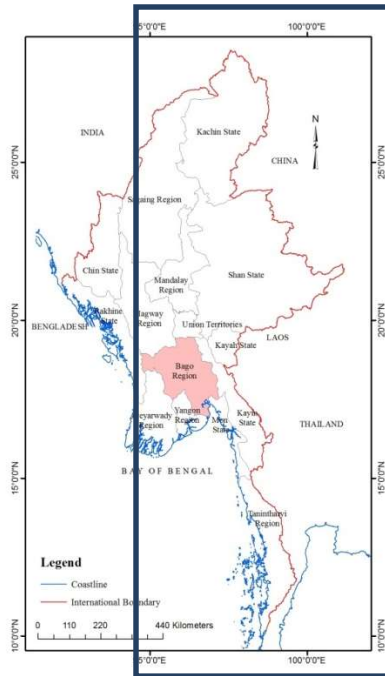 5°0'0"E
100°0'0"E
N
INDIA
Kachin State
CHINA
25°0'0"N
25°0'0"N
Sagaing Region
Chin State
Shan State
Mandalay
Region
Rakhine
State
Magway
Region
Union Territories
20°0'0"N
20°0'0"N
BANGLADESH
LAOS
Kayah State
Bago
Region
Ayeyarwady
Region
Yangon
Region
Mon
State
Kayin
State
THAILAND
BAY OF BENGAL
15°0'0"N
15°0'0"N
Tanintharyi
Region
Legend
Coastline
International Boundary
0 110 220 440 Kilometers
10°0'0"N
10°0'0"N
5°0'0"E
100°0'0"E